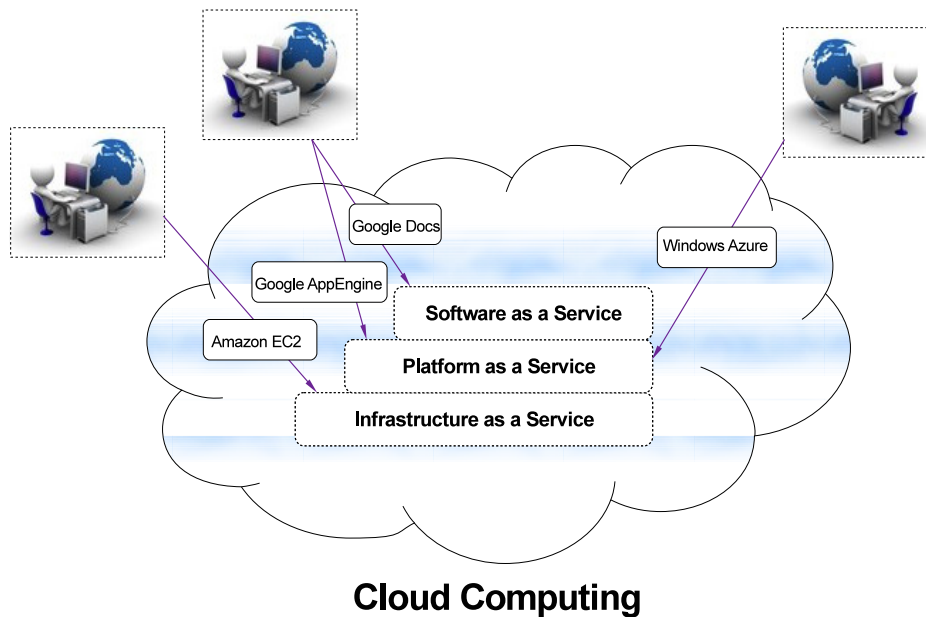 Google Docs
Windows Azure
Google AppEngine
Software as a Service
Amazon EC2
Platform as a Service
Infrastructure as a Service
Cloud Computing